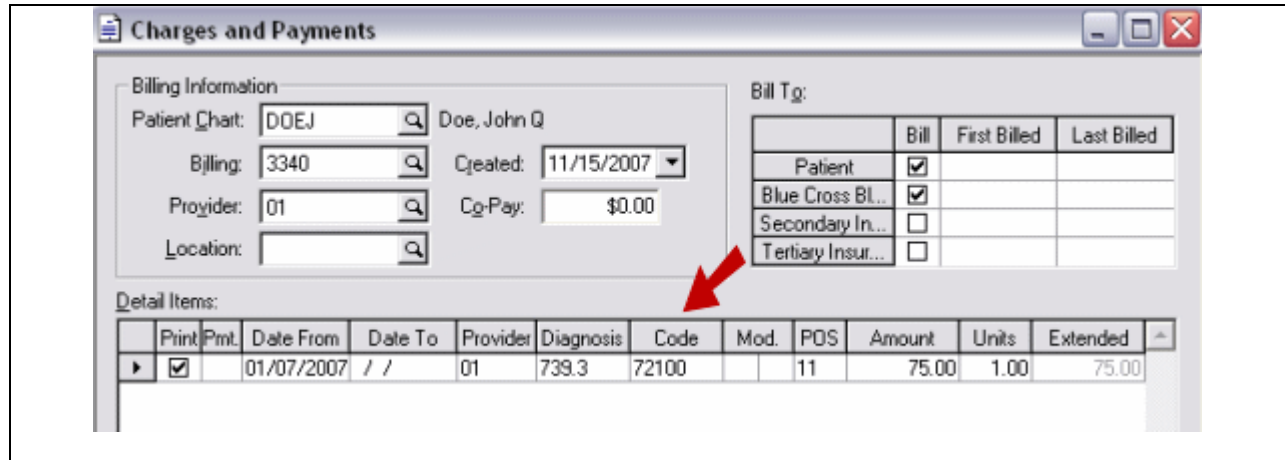 Charges and Payments
Billing Information
Patient Chart: DOEJ Doe, John Q
Billing: 3340 Created: 11/15/2007
Provider: 01 Co-Pay: $0.00
Location:
Bill To:
Bill First Billed Last Billed
Patient
Blue Cross Bl...
Secondary In...
Tertiary Insur...
Detail Items:
Print Pmt. Date From Date To Provider Diagnosis Code Mod. POS Amount Units Extended
01/07/2007 / / 01 739.3 72100 11 75.00 1.00 75.00